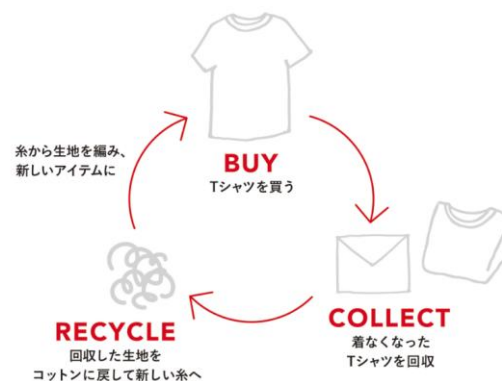 BUY
Tシャツを買う
糸から生地を編み、
新しいアイテムに
COLLECT
着なくなった
Tシャツを回収
RECYCLE
回収した生地を
コットンに戻して新しい糸へ